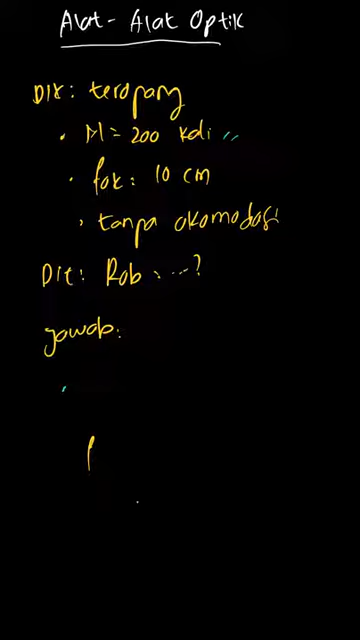 Alat-Alat Optik
Dik: teropong
• M = 200 kali
• fok: 10 cm
• tanpa akomodasi
Dit: Rob: ...?
Jawab: